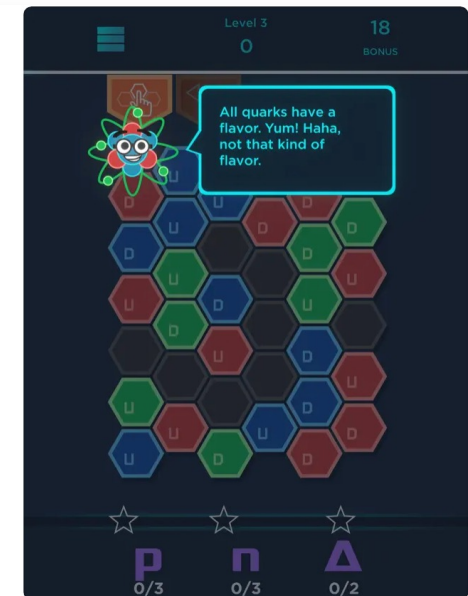 Level 3
0
18
BONUS
All quarks have a
flavor. Yum! Haha,
not that kind of
flavor.
U
D
U
U
D
D
D
D
D
U
U
U
D
U
U
D
U
D
U
D
U
U
D
U
U
D
U
D
D
p
n
Δ
0/3
0/3
0/2